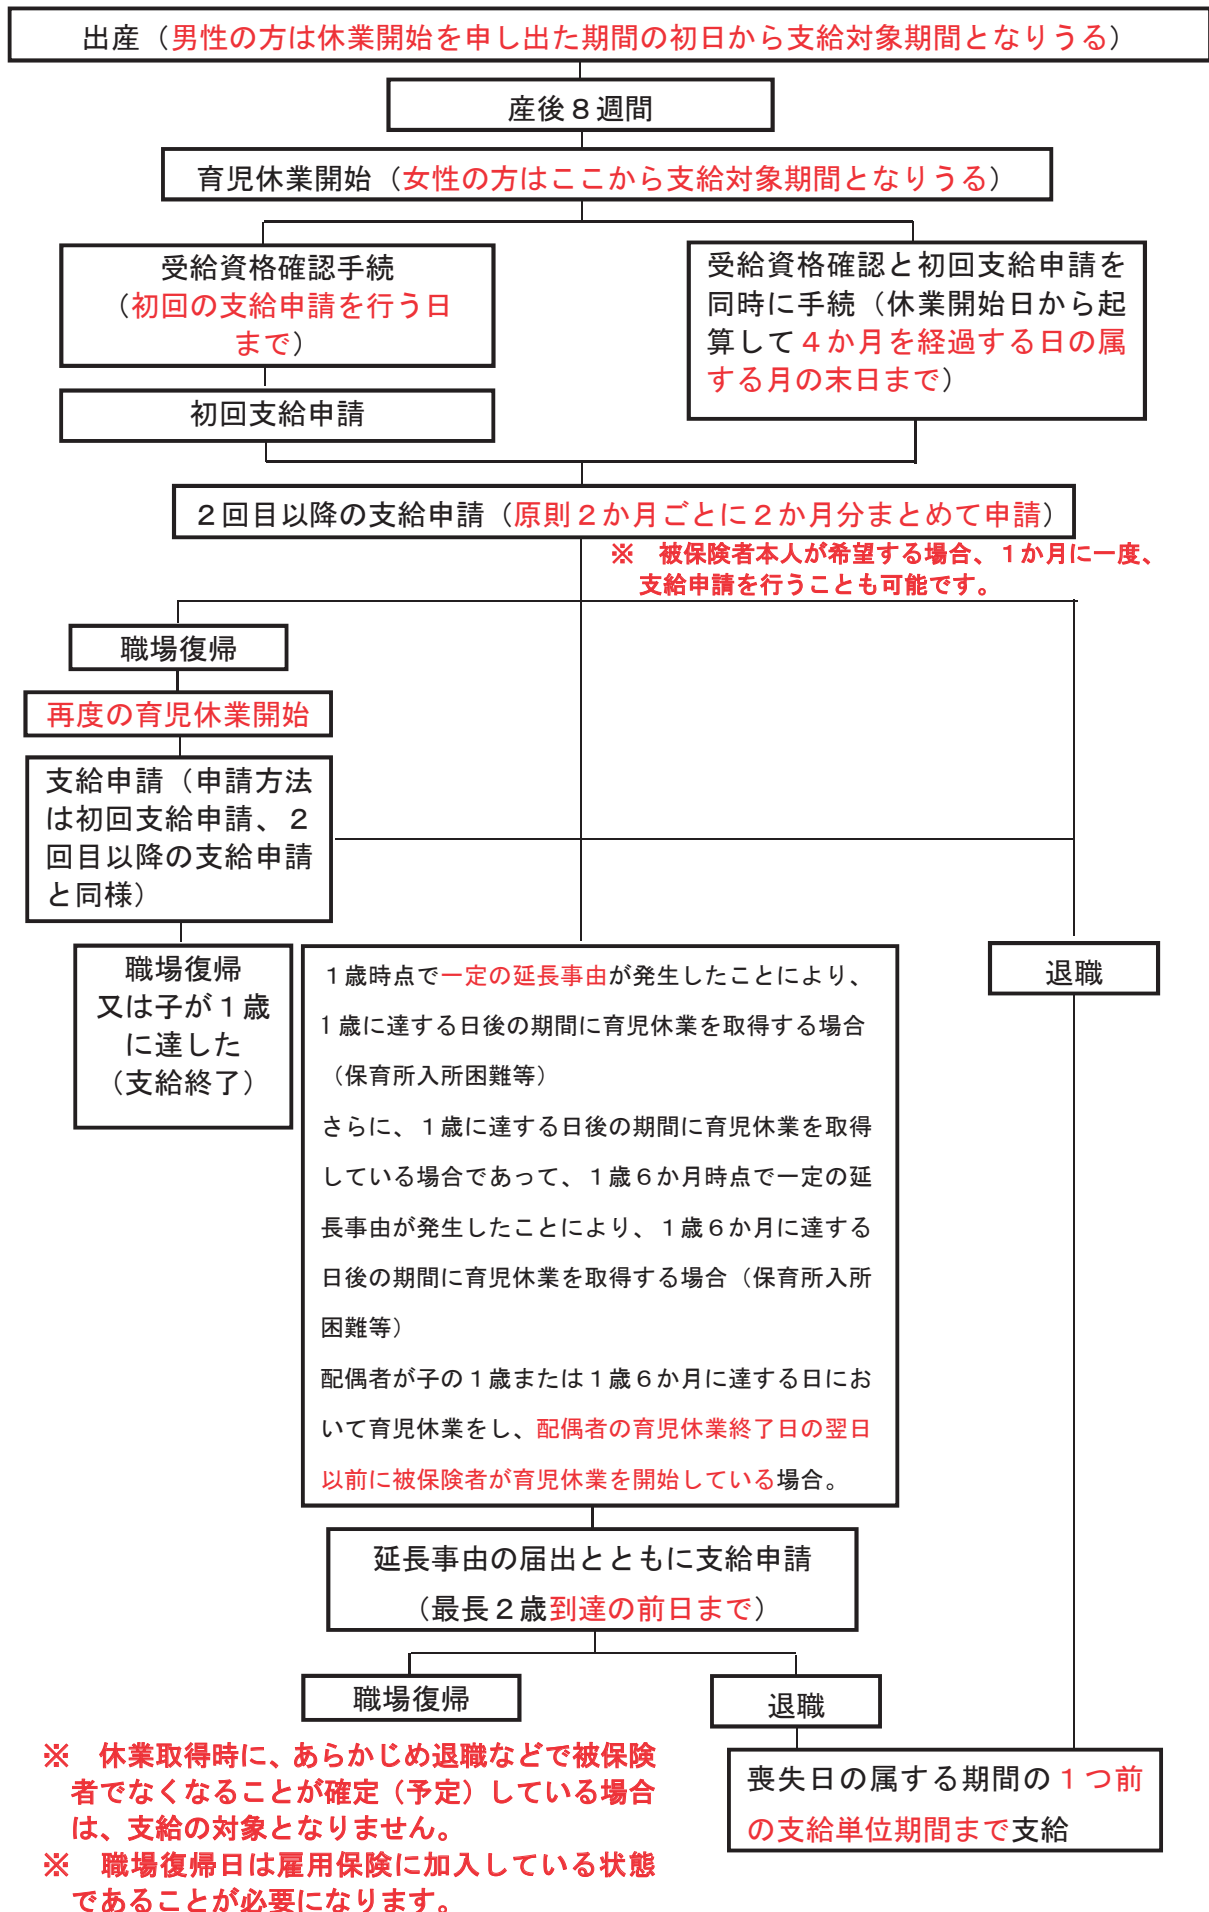 出産（男性の方は休業開始を申し出た期間の初日から支給対象期間となりうる）
産後８週間
育児休業開始（女性の方はここから支給対象期間となりうる）
受給資格確認手続
（初回の支給申請を行う日
まで）
初回支給申請
受給資格確認と初回支給申請を
同時に手続（休業開始日から起
算して４か月を経過する日の属
する月の末日まで）
２回目以降の支給申請（原則２か月ごとに２か月分まとめて申請）
※　被保険者本人が希望する場合、１か月に一度、
支給申請を行うことも可能です。
職場復帰
再度の育児休業開始
支給申請（申請方法
は初回支給申請、２
回目以降の支給申請
と同様）
職場復帰
又は子が１歳
に達した
（支給終了）
１歳時点で一定の延長事由が発生したことにより、
１歳に達する日後の期間に育児休業を取得する場合
（保育所入所困難等）
さらに、１歳に達する日後の期間に育児休業を取得
している場合であって、１歳６か月時点で一定の延
長事由が発生したことにより、１歳６か月に達する
日後の期間に育児休業を取得する場合（保育所入所
困難等）
配偶者が子の１歳または１歳６か月に達する日にお
いて育児休業をし、配偶者の育児休業終了日の翌日
以前に被保険者が育児休業を開始している場合。
退職
延長事由の届出とともに支給申請
（最長２歳到達の前日まで）
職場復帰
退職
喪失日の属する期間の１つ前
の支給単位期間まで支給
※　休業取得時に、あらかじめ退職などで被保険
者でなくなることが確定（予定）している場合
は、支給の対象となりません。
※　職場復帰日は雇用保険に加入している状態
であることが必要になります。